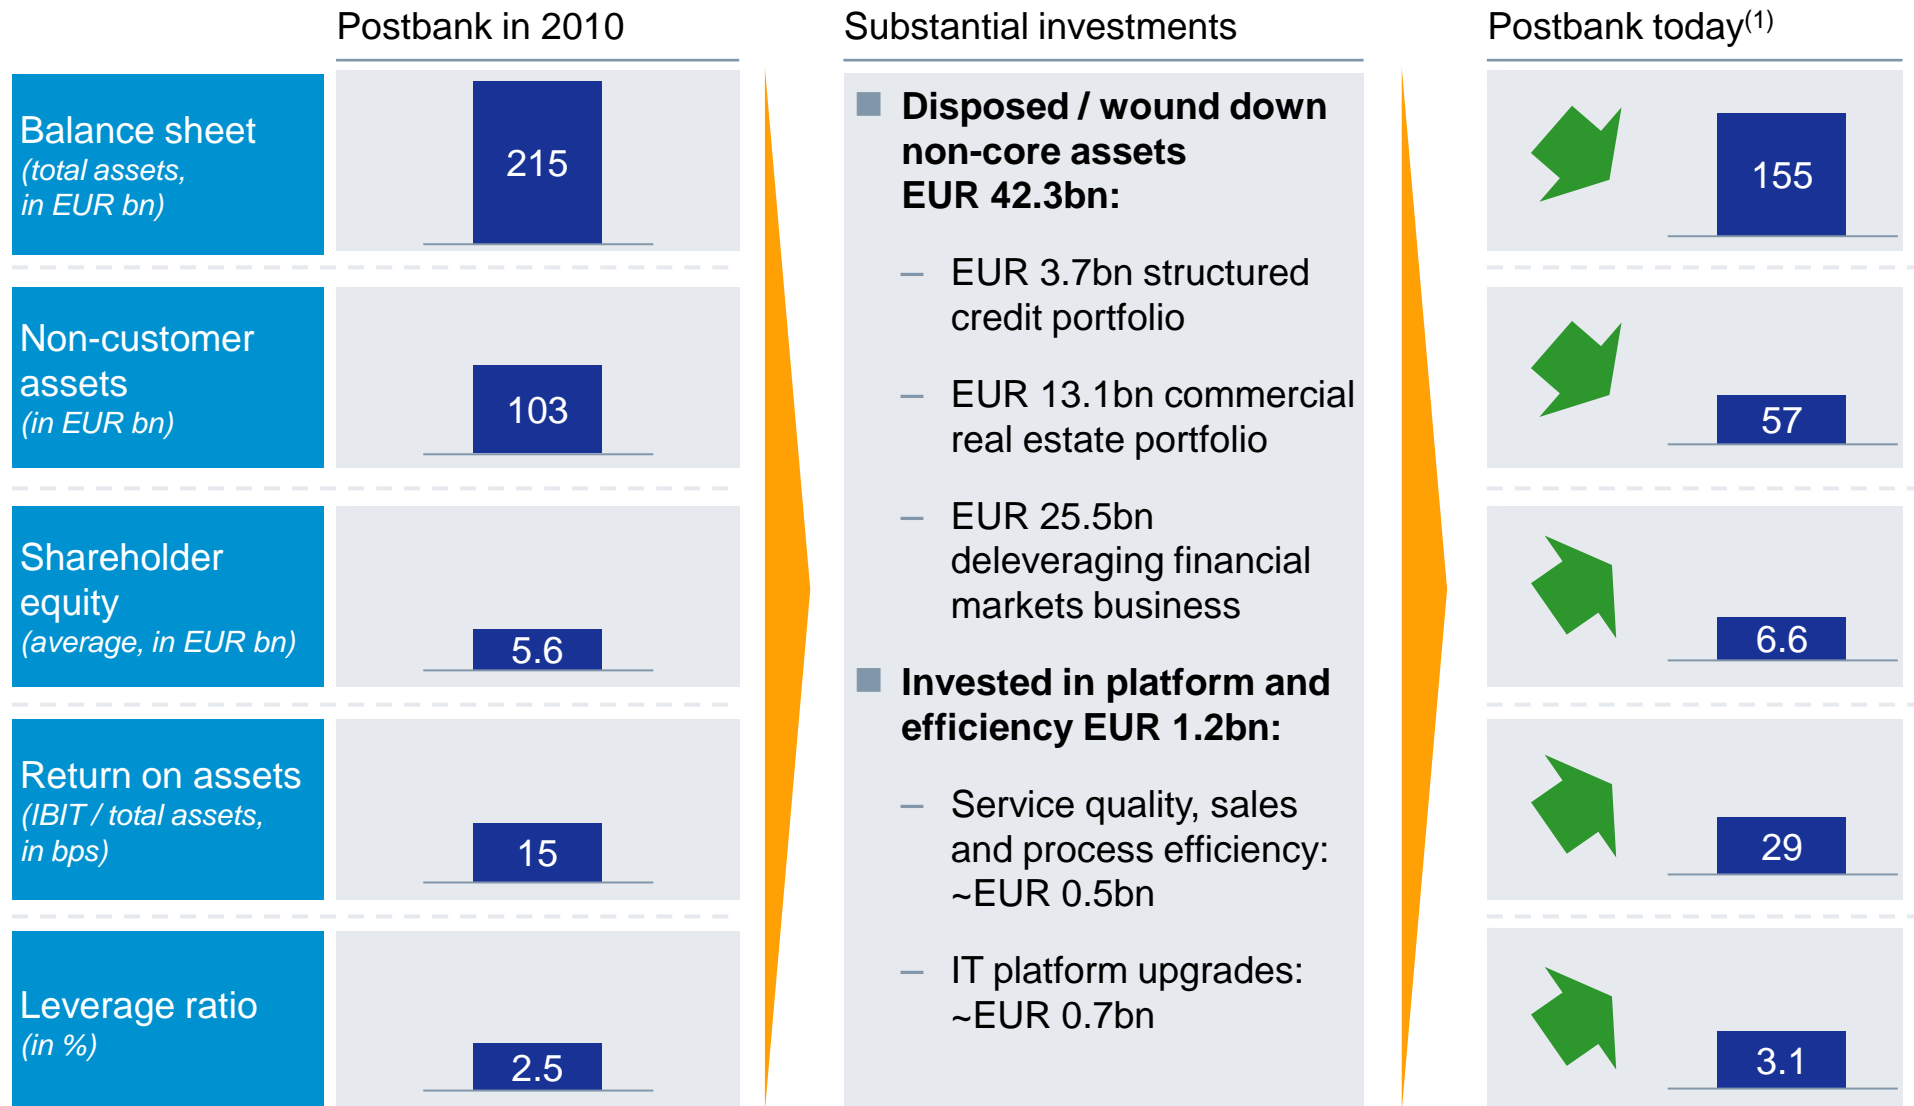 Postbank in 2010
Substantial investments
Postbank today(1)
Balance sheet
(total assets,
in EUR bn)
215
155
Non-customer
assets
(in EUR bn)
103
57
Shareholder
equity
(average, in EUR bn)
5.6
6.6
Return on assets
(IBIT / total assets,
in bps)
15
29
Leverage ratio
(in %)
2.5
3.1
Disposed / wound down
non-core assets
EUR 42.3bn:
– EUR 3.7bn structured
credit portfolio
– EUR 13.1bn commercial
real estate portfolio
– EUR 25.5bn
deleveraging financial
markets business
Invested in platform and
efficiency EUR 1.2bn:
– Service quality, sales
and process efficiency:
~EUR 0.5bn
– IT platform upgrades:
~EUR 0.7bn